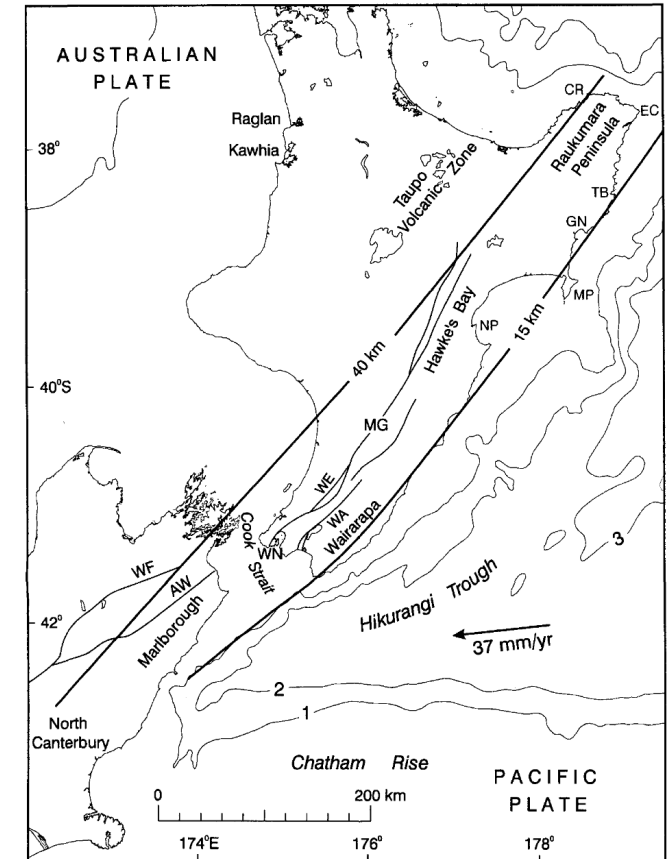 AUSTRALIAN
PLATE
CR
EC
Raglan
Raukumara
Peninsula
Kawhia
38°
Taupo
Volcanic Zone
TB
GN
MP
Hawke's Bay
NP
15 km
40 km
40°S
MG
WE
WA
Wairarapa
WN
Cook Strait
3
WF
AW
Hikurangi Trough
Marlborough
42°
37 mm/yr
2
1
North
Canterbury
Chatham Rise
PACIFIC
PLATE
0 200 km
174°E 176° 178°